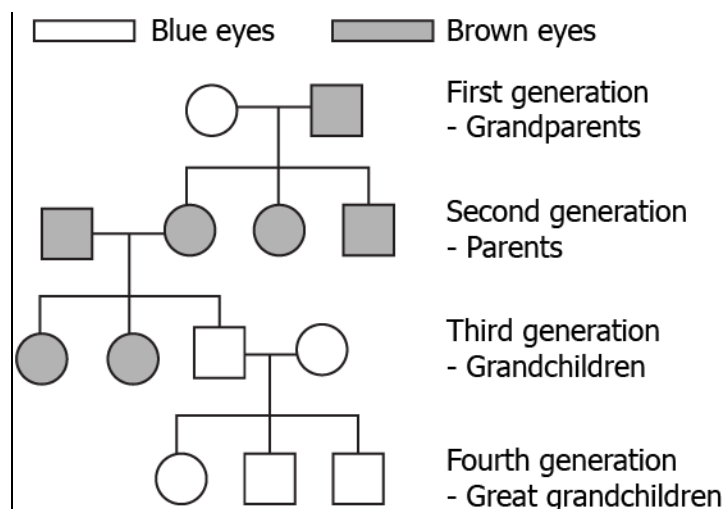 Blue eyes
Brown eyes
First generation
- Grandparents
Second generation
- Parents
Third generation
- Grandchildren
Fourth generation
- Great grandchildren